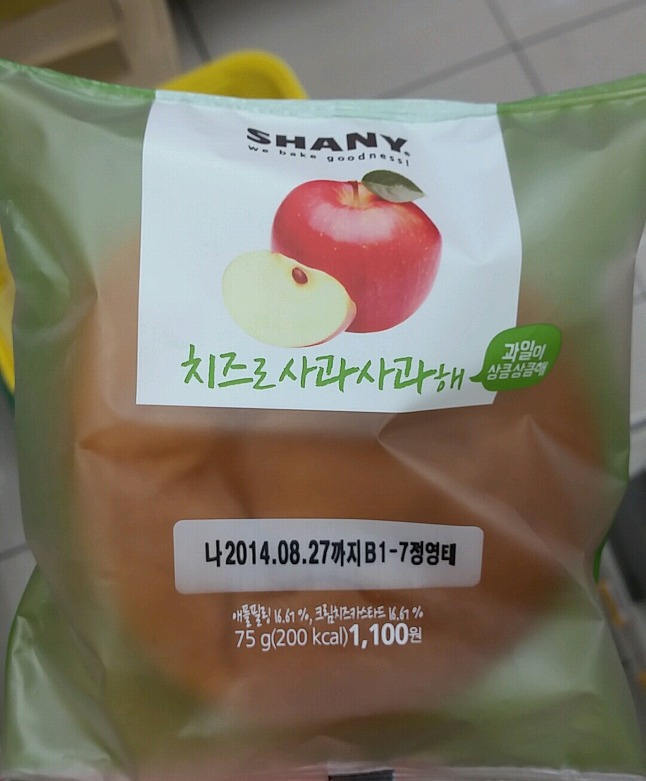 SHANY
we bake goodness!
치즈로 사과사과해
과일이
상큼상큼해
나2014.08.27까지B1-7정영태
애플필링 16.67 %, 크림치즈카스타드 16.67 %
75 g(200 kcal)1,100원